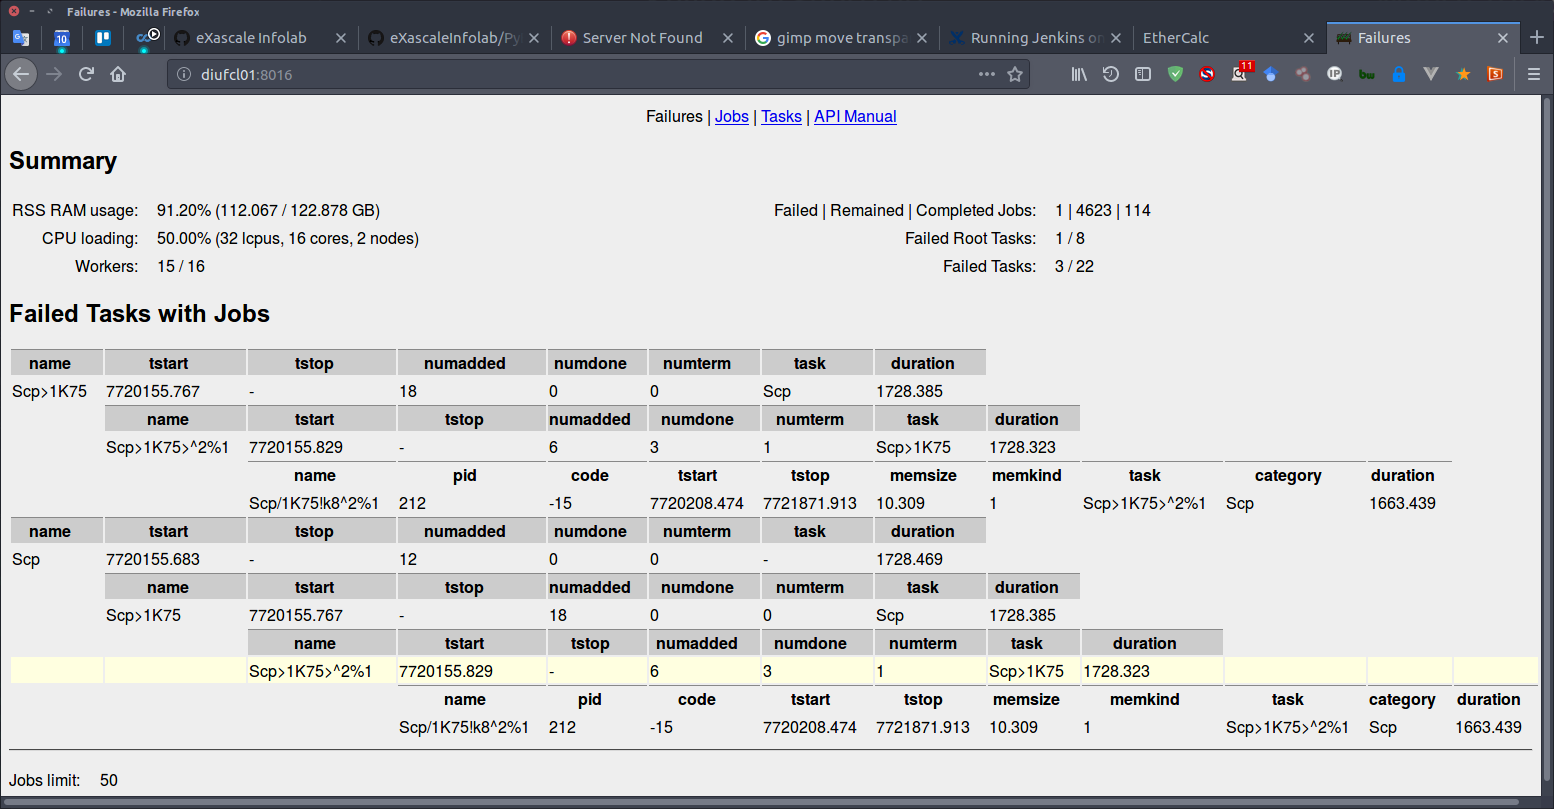 Failures - Mozilla Firefox
10
eXascale Infolab
eXascaleInfolab/Py
Server Not Found
gimp move transpa
Running Jenkins on
EtherCalc
Failures
diufcl01:8016
11
IP
bw
S
Failures | Jobs | Tasks | API Manual
Summary
RSS RAM usage: 91.20% (112.067 / 122.878 GB) Failed | Remained | Completed Jobs: 1 | 4623 | 114
CPU loading: 50.00% (32 lcpus, 16 cores, 2 nodes) Failed Root Tasks: 1 / 8
Workers: 15 / 16 Failed Tasks: 3 / 22
Failed Tasks with Jobs
name tstart tstop numadded numdone numterm task duration
Scp>1K75 7720155.767 - 18 0 0 Scp 1728.385
name tstart tstop numadded numdone numterm task duration
Scp>1K75>^2%1 7720155.829 - 6 3 1 Scp>1K75 1728.323
name pid code tstart tstop memsize memkind task category duration
Scp/1K75!k8^2%1 212 -15 7720208.474 7721871.913 10.309 1 Scp>1K75>^2%1 Scp 1663.439
name tstart tstop numadded numdone numterm task duration
Scp 7720155.683 - 12 0 0 - 1728.469
name tstart tstop numadded numdone numterm task duration
Scp>1K75 7720155.767 - 18 0 0 Scp 1728.385
name tstart tstop numadded numdone numterm task duration
Scp>1K75>^2%1 7720155.829 - 6 3 1 Scp>1K75 1728.323
name pid code tstart tstop memsize memkind task category duration
Scp/1K75!k8^2%1 212 -15 7720208.474 7721871.913 10.309 1 Scp>1K75>^2%1 Scp 1663.439
Jobs limit: 50